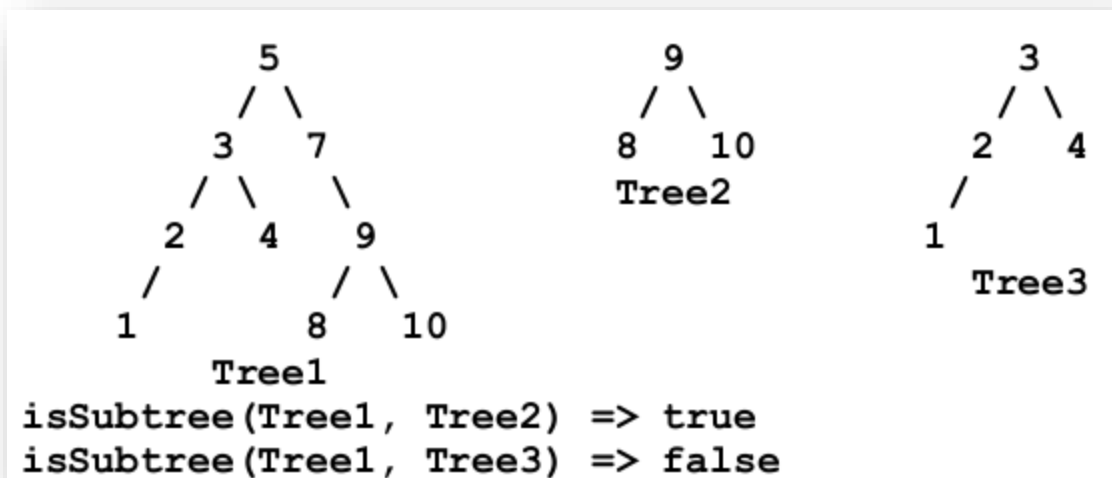 5 9 3
/ \ / \ / \
3 7 8 10 2 4
/ \ \ Tree2 /
2 4 9 1
/ / \ Tree3
1 8 10
Tree1
isSubtree(Tree1, Tree2) => true
isSubtree(Tree1, Tree3) => false